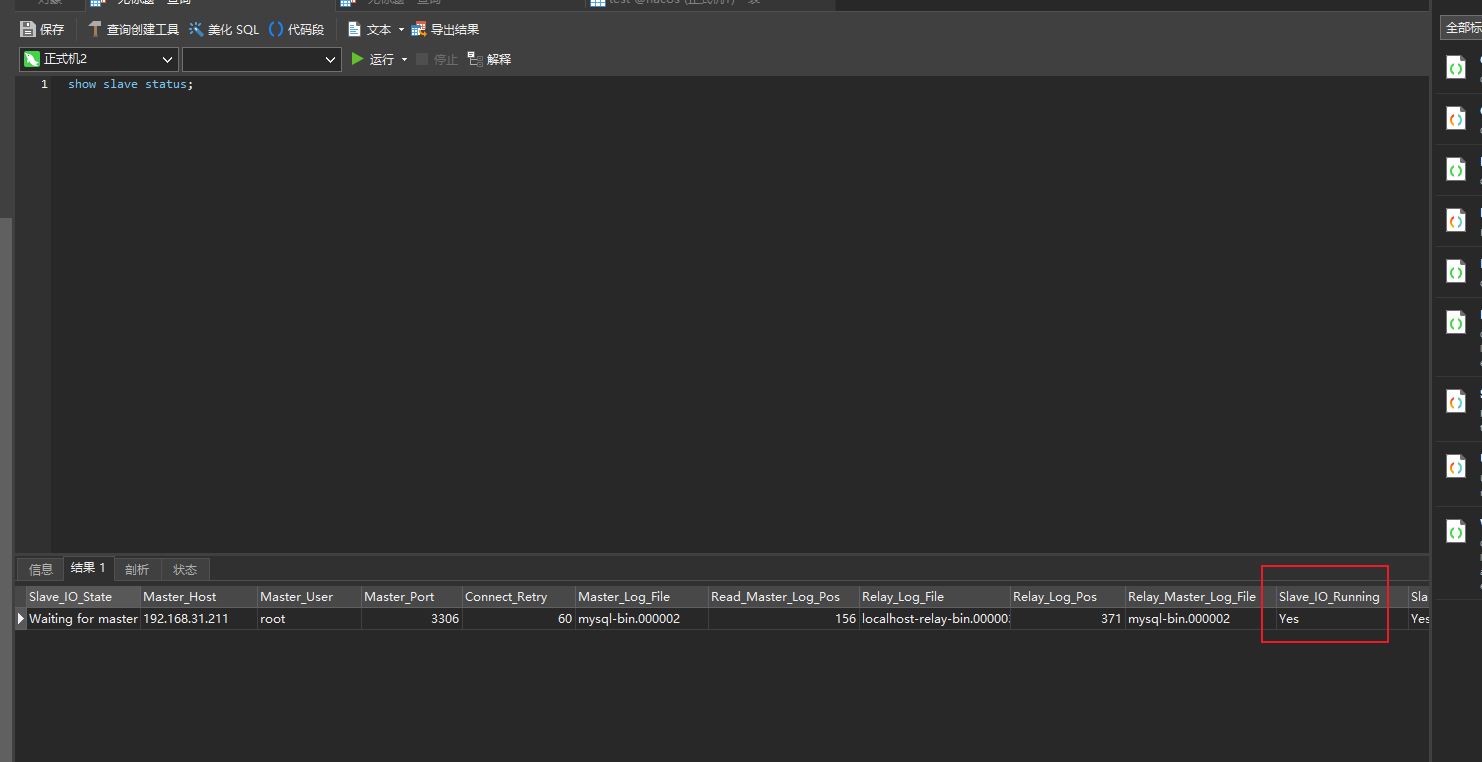 保存 查询创建工具 美化 SQL 代码段 文本 导出结果
全部标
正式机2 运行 停止 解释
1 show slave status;
信息 结果 1 剖析 状态
Slave_IO_State Master_Host Master_User Master_Port Connect_Retry Master_Log_File Read_Master_Log_Pos Relay_Log_File Relay_Log_Pos Relay_Master_Log_File Slave_IO_Running Sla
Waiting for master 192.168.31.211 root 3306 60 mysql-bin.000002 156 localhost-relay-bin.00000 371 mysql-bin.000002 Yes Yes